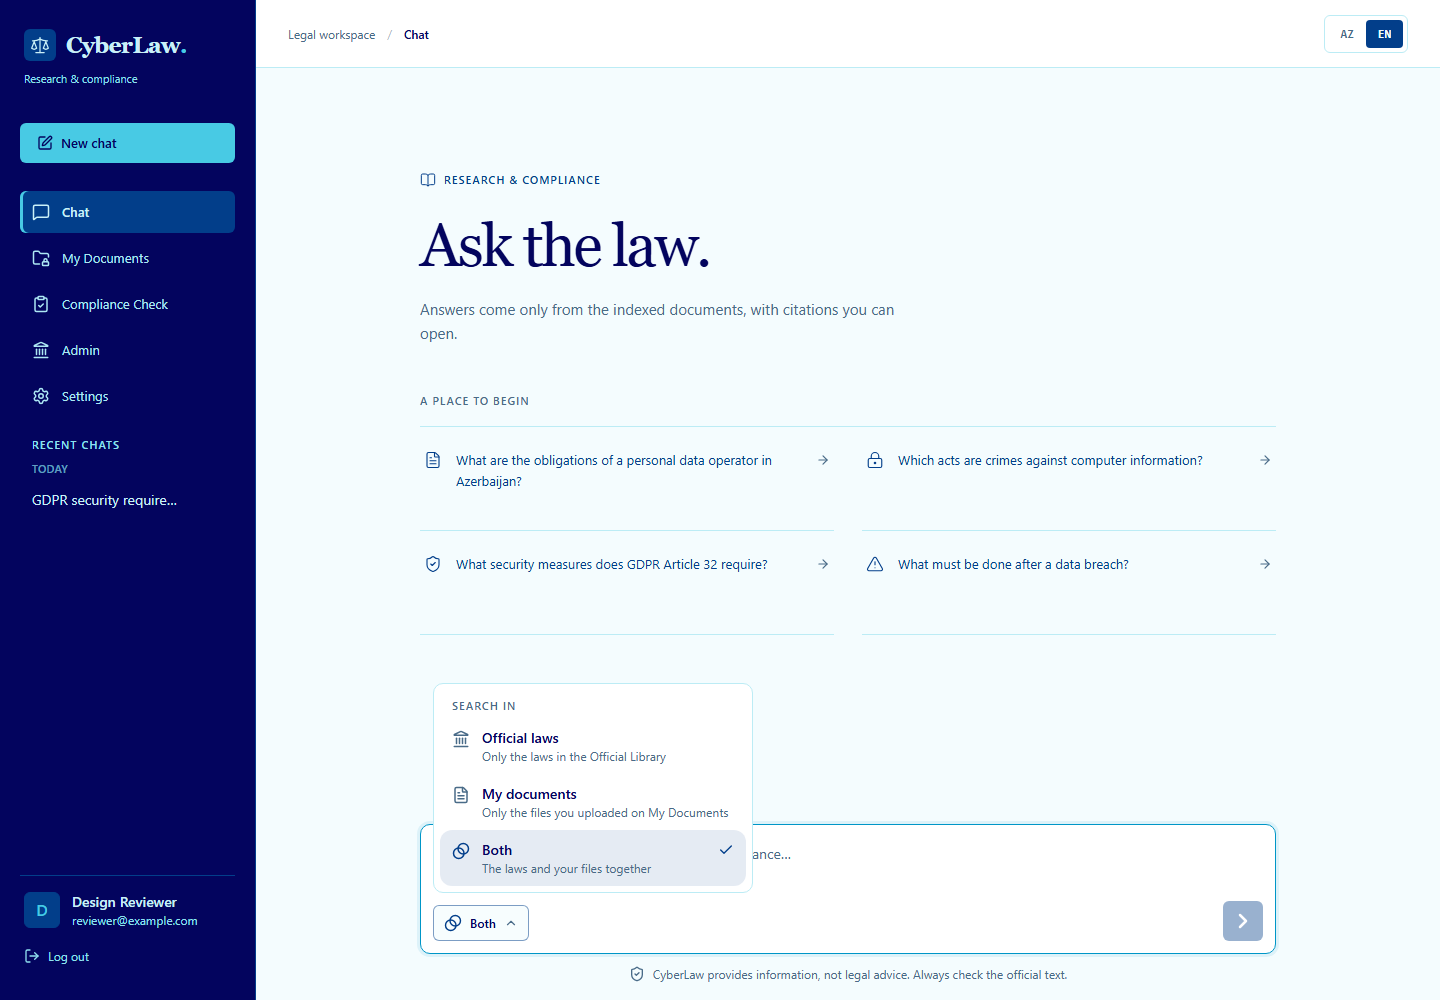 CyberLaw.
Research & compliance
New chat
Chat
My Documents
Compliance Check
Admin
Settings
RECENT CHATS
TODAY
GDPR security require...
D
Design Reviewer
reviewer@example.com
Log out
Legal workspace / Chat
AZ EN
RESEARCH & COMPLIANCE
Ask the law.
Answers come only from the indexed documents, with citations you can
open.
A PLACE TO BEGIN
What are the obligations of a personal data operator in
Azerbaijan?
Which acts are crimes against computer information?
What security measures does GDPR Article 32 require?
What must be done after a data breach?
SEARCH IN
Official laws
Only the laws in the Official Library
My documents
Only the files you uploaded on My Documents
Both
The laws and your files together
ance...
Both
CyberLaw provides information, not legal advice. Always check the official text.